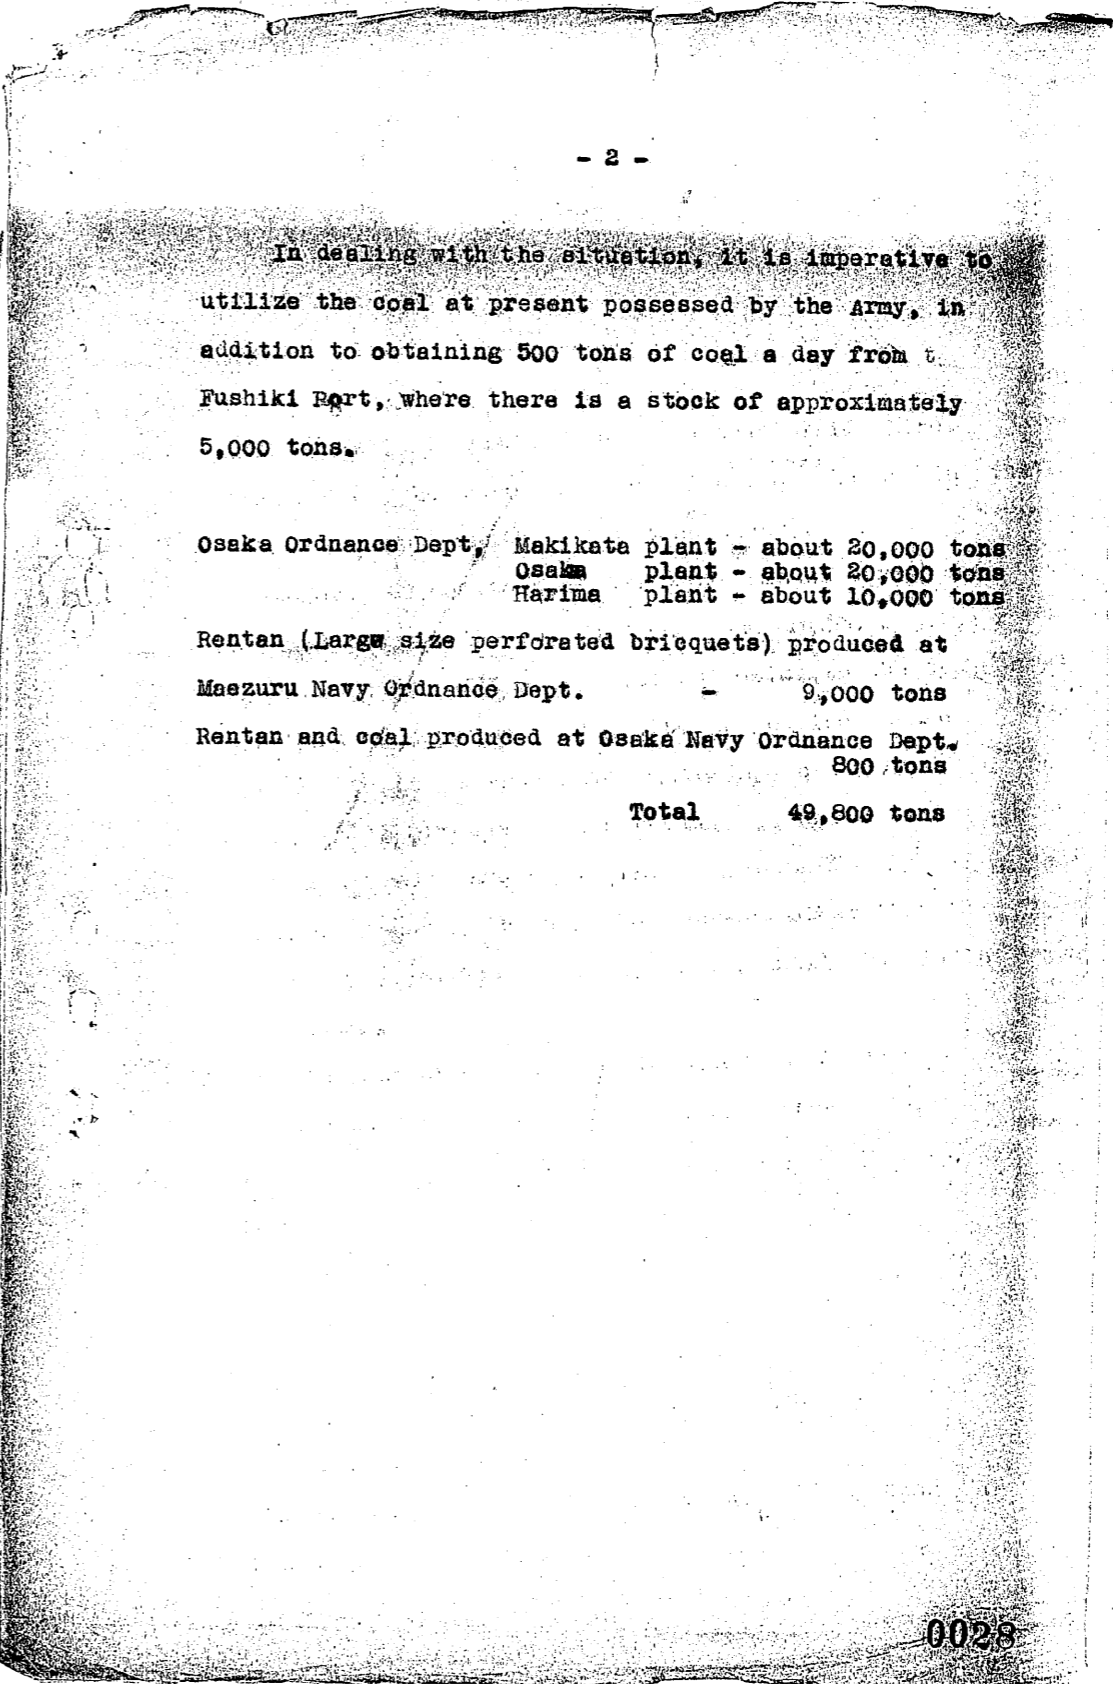 - 2 -
In dealing with the situation, it is imperative to
utilize the coal at present possessed by the Army, in
addition to obtaining 500 tons of coal a day from
Fushiki Port, where there is a stock of approximately
5,000 tons.
Osaka Ordnance Dept, Makikata plant - about 20,000 tons
Osaka plant - about 20,000 tons
Harima plant - about 10,000 tons
Rentan (Large size perforated bricquets) produced at
Maezuru Navy Ordnance Dept. - 9,000 tons
Rentan and coal produced at Osaka Navy Ordnance Dept.
800 tons
Total 49,800 tons
0028